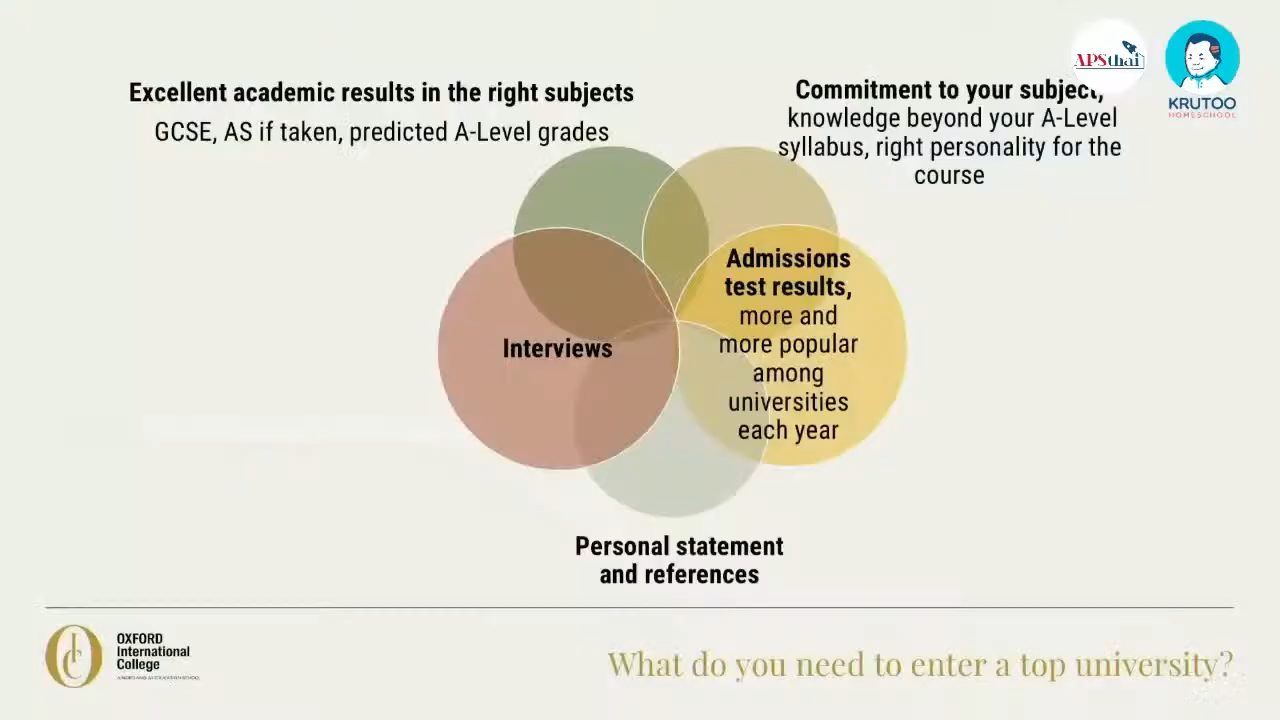 APSthai
KRUTOO
HOMESCHOOL
Excellent academic results in the right subjects
GCSE, AS if taken, predicted A-Level grades
Commitment to your subject,
knowledge beyond your A-Level
syllabus, right personality for the
course
Admissions
test results,
more and
more popular
among
universities
each year
Interviews
Personal statement
and references
OXFORD
International
College
What do you need to enter a top university?